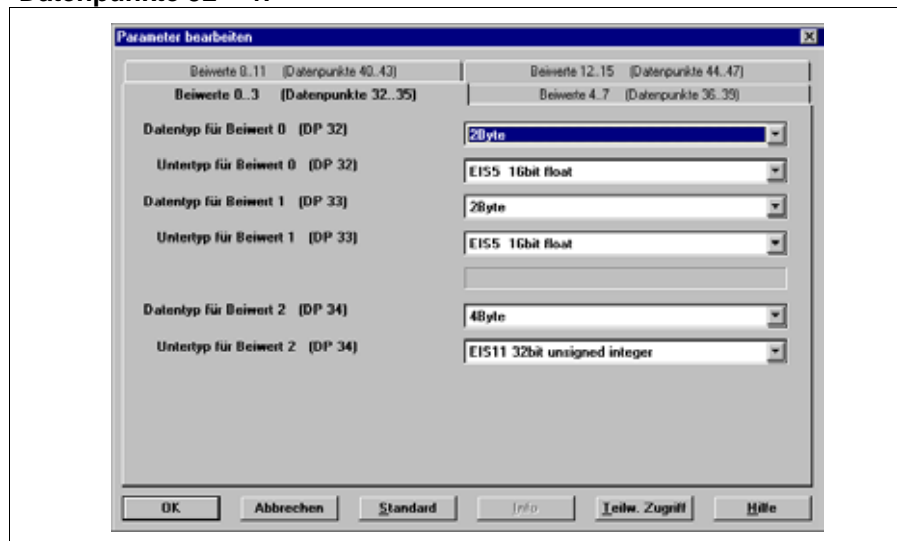 Parameter bearbeiten
Beiwerte 8..11 (Datenpunkte 40..43)
Beiwerte 12..15 (Datenpunkte 44..47)
Beiwerte 0..3 (Datenpunkte 32..35)
Beiwerte 4..7 (Datenpunkte 36..39)
Datentyp für Beiwert 0 (DP 32)
2Byte
Untertyp für Beiwert 0 (DP 32)
EIS5 16bit float
Datentyp für Beiwert 1 (DP 33)
2Byte
Untertyp für Beiwert 1 (DP 33)
EIS5 16bit float
Datentyp für Beiwert 2 (DP 34)
4Byte
Untertyp für Beiwert 2 (DP 34)
EIS11 32bit unsigned integer
OK Abbrechen Standard Info Teilw. Zugriff Hilfe